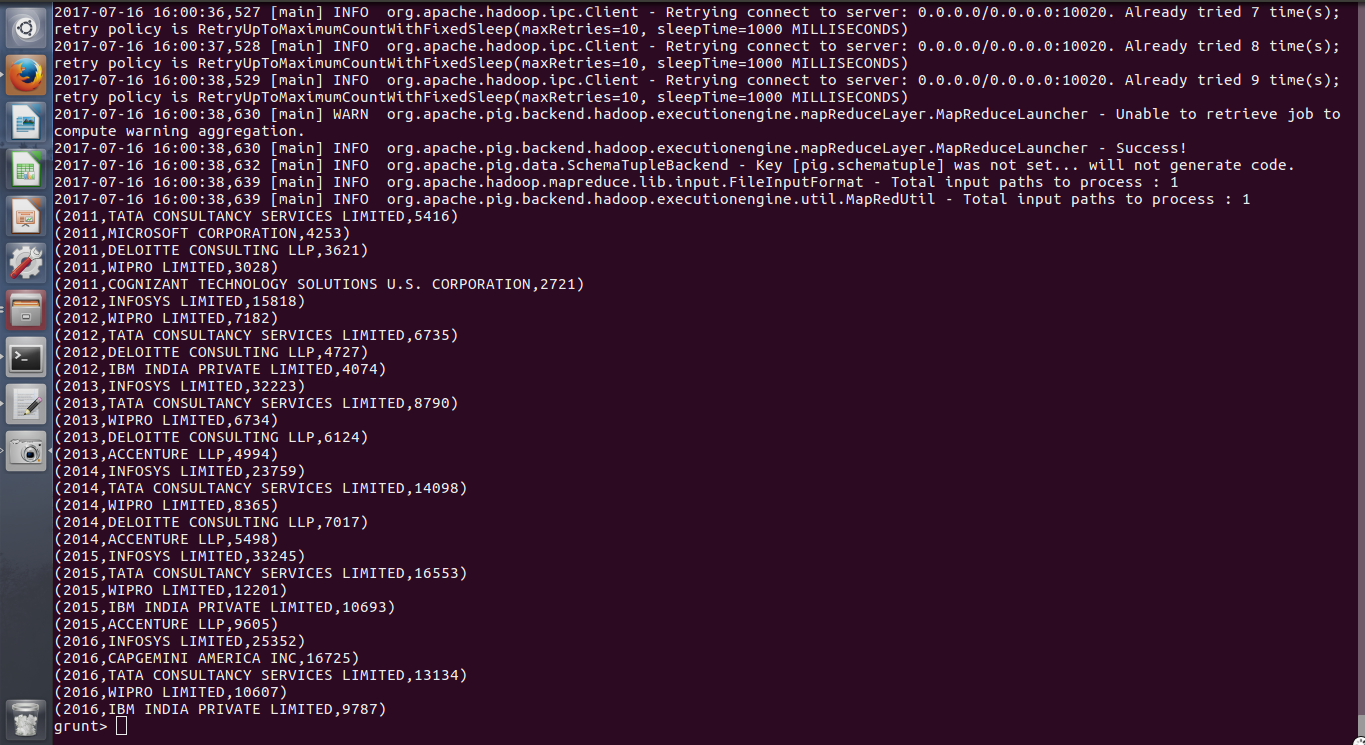 2017-07-16 16:00:36,527 [main] INFO  org.apache.hadoop.ipc.Client - Retrying connect to server: 0.0.0.0/0.0.0.0:10020. Already tried 7 time(s);
retry policy is RetryUpToMaximumCountWithFixedSleep(maxRetries=10, sleepTime=1000 MILLISECONDS)
2017-07-16 16:00:37,528 [main] INFO  org.apache.hadoop.ipc.Client - Retrying connect to server: 0.0.0.0/0.0.0.0:10020. Already tried 8 time(s);
retry policy is RetryUpToMaximumCountWithFixedSleep(maxRetries=10, sleepTime=1000 MILLISECONDS)
2017-07-16 16:00:38,529 [main] INFO  org.apache.hadoop.ipc.Client - Retrying connect to server: 0.0.0.0/0.0.0.0:10020. Already tried 9 time(s);
retry policy is RetryUpToMaximumCountWithFixedSleep(maxRetries=10, sleepTime=1000 MILLISECONDS)
2017-07-16 16:00:38,630 [main] WARN  org.apache.pig.backend.hadoop.executionengine.mapReduceLayer.MapReduceLauncher - Unable to retrieve job to
compute warning aggregation.
2017-07-16 16:00:38,630 [main] INFO  org.apache.pig.backend.hadoop.executionengine.mapReduceLayer.MapReduceLauncher - Success!
2017-07-16 16:00:38,632 [main] INFO  org.apache.pig.data.SchemaTupleBackend - Key [pig.schematuple] was not set... will not generate code.
2017-07-16 16:00:38,639 [main] INFO  org.apache.hadoop.mapreduce.lib.input.FileInputFormat - Total input paths to process : 1
2017-07-16 16:00:38,639 [main] INFO  org.apache.pig.backend.hadoop.executionengine.util.MapRedUtil - Total input paths to process : 1
(2011,TATA CONSULTANCY SERVICES LIMITED,5416)
(2011,MICROSOFT CORPORATION,4253)
(2011,DELOITTE CONSULTING LLP,3621)
(2011,WIPRO LIMITED,3028)
(2011,COGNIZANT TECHNOLOGY SOLUTIONS U.S. CORPORATION,2721)
(2012,INFOSYS LIMITED,15818)
(2012,WIPRO LIMITED,7182)
(2012,TATA CONSULTANCY SERVICES LIMITED,6735)
(2012,DELOITTE CONSULTING LLP,4727)
(2012,IBM INDIA PRIVATE LIMITED,4074)
(2013,INFOSYS LIMITED,32223)
(2013,TATA CONSULTANCY SERVICES LIMITED,8790)
(2013,WIPRO LIMITED,6734)
(2013,DELOITTE CONSULTING LLP,6124)
(2013,ACCENTURE LLP,4994)
(2014,INFOSYS LIMITED,23759)
(2014,TATA CONSULTANCY SERVICES LIMITED,14098)
(2014,WIPRO LIMITED,8365)
(2014,DELOITTE CONSULTING LLP,7017)
(2014,ACCENTURE LLP,5498)
(2015,INFOSYS LIMITED,33245)
(2015,TATA CONSULTANCY SERVICES LIMITED,16553)
(2015,WIPRO LIMITED,12201)
(2015,IBM INDIA PRIVATE LIMITED,10693)
(2015,ACCENTURE LLP,9605)
(2016,INFOSYS LIMITED,25352)
(2016,CAPGEMINI AMERICA INC,16725)
(2016,TATA CONSULTANCY SERVICES LIMITED,13134)
(2016,WIPRO LIMITED,10607)
(2016,IBM INDIA PRIVATE LIMITED,9787)
grunt>